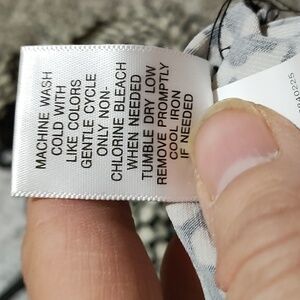 MACHINE WASH
COLD WITH
LIKE COLORS
GENTLE CYCLE
ONLY NON-
CHLORINE BLEACH
WHEN NEEDED
TUMBLE DRY LOW
REMOVE PROMPTLY
COOL IRON
IF NEEDED